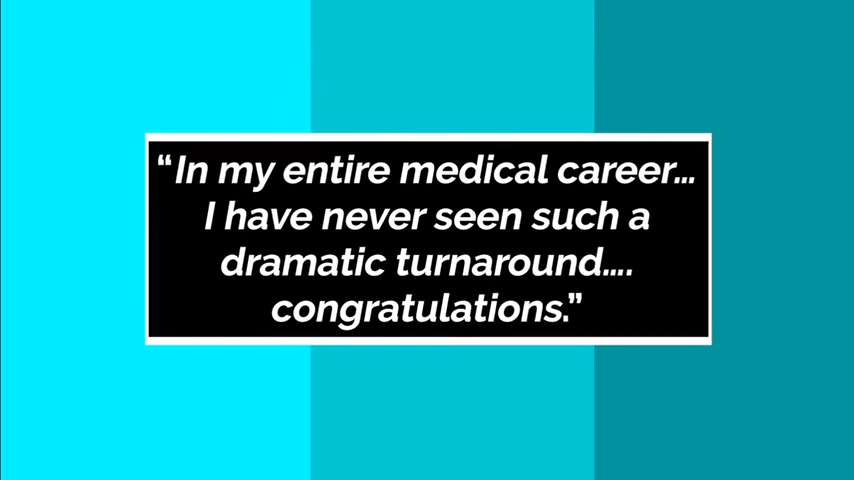 “In my entire medical career...
I have never seen such a
dramatic turnaround....
congratulations.”